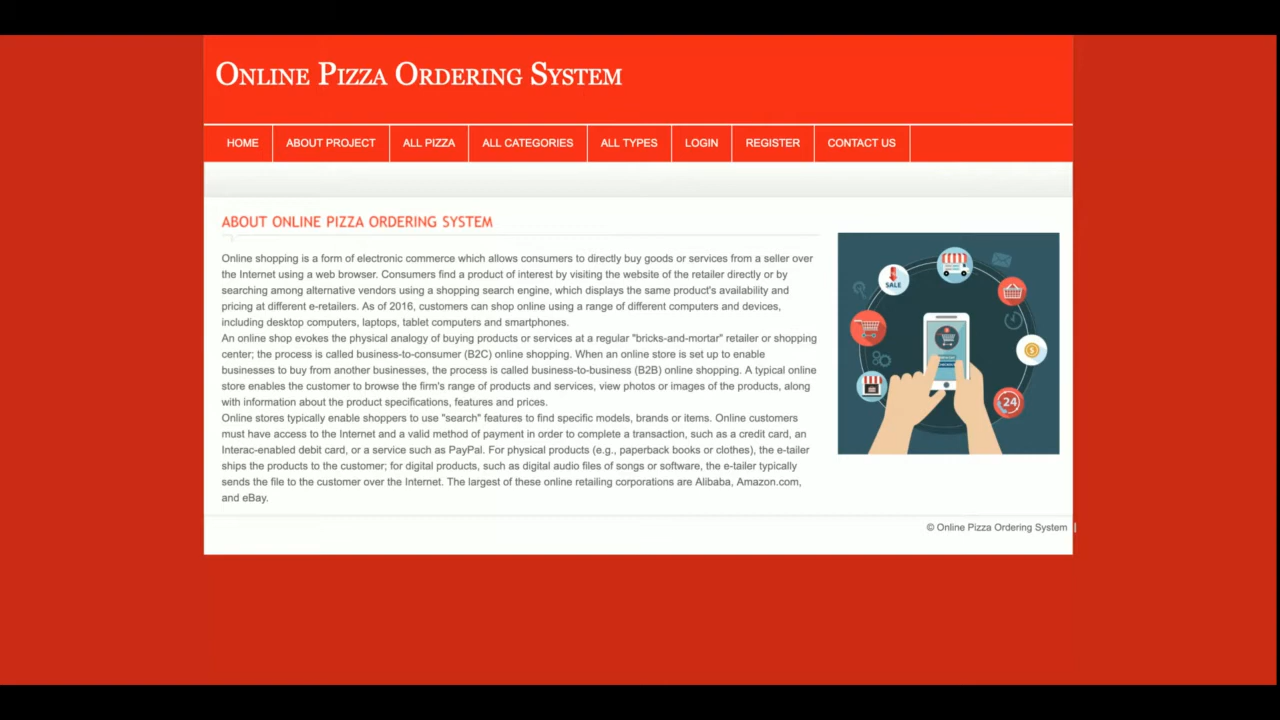 Online Pizza Ordering System
HOME
ABOUT PROJECT
ALL PIZZA
ALL CATEGORIES
ALL TYPES
LOGIN
REGISTER
CONTACT US
ABOUT ONLINE PIZZA ORDERING SYSTEM
Online shopping is a form of electronic commerce which allows consumers to directly buy goods or services from a seller over
the Internet using a web browser. Consumers find a product of interest by visiting the website of the retailer directly or by
searching among alternative vendors using a shopping search engine, which displays the same product's availability and
pricing at different e-retailers. As of 2016, customers can shop online using a range of different computers and devices,
including desktop computers, laptops, tablet computers and smartphones.
An online shop evokes the physical analogy of buying products or services at a regular "bricks-and-mortar" retailer or shopping
center; the process is called business-to-consumer (B2C) online shopping. When an online store is set up to enable
businesses to buy from another businesses, the process is called business-to-business (B2B) online shopping. A typical online
store enables the customer to browse the firm's range of products and services, view photos or images of the products, along
with information about the product specifications, features and prices.
Online stores typically enable shoppers to use "search" features to find specific models, brands or items. Online customers
must have access to the Internet and a valid method of payment in order to complete a transaction, such as a credit card, an
Interac-enabled debit card, or a service such as PayPal. For physical products (e.g., paperback books or clothes), the e-tailer
ships the products to the customer; for digital products, such as digital audio files of songs or software, the e-tailer typically
sends the file to the customer over the Internet. The largest of these online retailing corporations are Alibaba, Amazon.com,
and eBay.
SALE
24
© Online Pizza Ordering System |